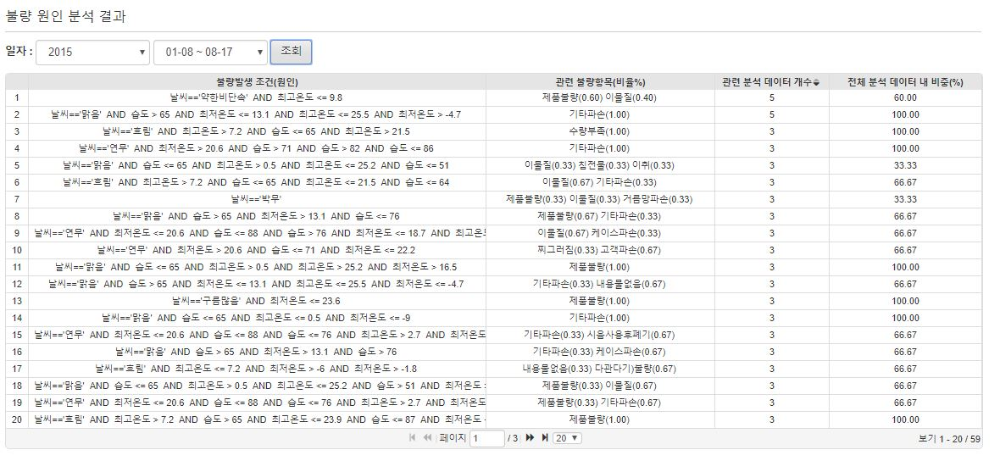 불량 원인 분석 결과
일자 : 2015 01-08 ~ 08-17 조회
불량발생 조건(원인) 관련 불량항목(비율%) 관련 분석 데이터 개수 전체 분석 데이터 내 비중(%)
1 날씨=='약한비단속' AND 최고온도 <= 9.8 제품불량(0.60) 이물질(0.40) 5 60.00
2 날씨=='맑음' AND 습도 > 65 AND 최저온도 <= 13.1 AND 최고온도 <= 25.5 AND 최저온도 > -4.7 기타파손(1.00) 5 100.00
3 날씨=='흐림' AND 최고온도 > 7.2 AND 습도 <= 65 AND 최고온도 > 21.5 수량부족(1.00) 3 100.00
4 날씨=='연무' AND 최저온도 > 20.6 AND 습도 > 71 AND 습도 > 82 AND 습도 <= 86 기타파손(1.00) 3 100.00
5 날씨=='맑음' AND 습도 <= 65 AND 최고온도 > 0.5 AND 최고온도 <= 25.2 AND 습도 <= 51 이물질(0.33) 침전물(0.33) 이취(0.33) 3 33.33
6 날씨=='흐림' AND 최고온도 > 7.2 AND 습도 <= 65 AND 최고온도 <= 21.5 AND 습도 <= 64 이물질(0.67) 기타파손(0.33) 3 66.67
7 날씨=='박무' 제품불량(0.33) 이물질(0.33) 거름망파손(0.33) 3 33.33
8 날씨=='맑음' AND 습도 > 65 AND 최저온도 > 13.1 AND 습도 <= 76 제품불량(0.67) 기타파손(0.33) 3 66.67
9 날씨=='연무' AND 최저온도 <= 20.6 AND 습도 <= 88 AND 습도 > 76 AND 최저온도 <= 18.7 AND 최고온 이물질(0.67) 케이스파손(0.33) 3 66.67
10 날씨=='연무' AND 최저온도 > 20.6 AND 습도 <= 71 AND 최저온도 <= 22.2 찌그러짐(0.33) 고객파손(0.67) 3 66.67
11 날씨=='맑음' AND 습도 <= 65 AND 최고온도 > 0.5 AND 최고온도 > 25.2 AND 최저온도 > 16.5 제품불량(1.00) 3 100.00
12 날씨=='맑음' AND 습도 > 65 AND 최저온도 <= 13.1 AND 최고온도 <= 25.5 AND 최저온도 <= -4.7 기타파손(0.33) 내용물없음(0.67) 3 66.67
13 날씨=='구름많음' AND 최저온도 <= 23.6 제품불량(1.00) 3 100.00
14 날씨=='맑음' AND 습도 <= 65 AND 최고온도 <= 0.5 AND 최저온도 <= -9 기타파손(1.00) 3 100.00
15 날씨=='연무' AND 최저온도 <= 20.6 AND 습도 <= 88 AND 습도 <= 76 AND 최고온도 > 2.7 AND 최저온도 기타파손(0.33) 시음사용후폐기(0.67) 3 66.67
16 날씨=='맑음' AND 습도 > 65 AND 최저온도 > 13.1 AND 습도 > 76 기타파손(0.33) 케이스파손(0.67) 3 66.67
17 날씨=='흐림' AND 최고온도 <= 7.2 AND 최저온도 > -6 AND 최저온도 > -1.8 내용물없음(0.33) 다관다기)불량(0.67) 3 66.67
18 날씨=='맑음' AND 습도 <= 65 AND 최고온도 > 0.5 AND 최고온도 <= 25.2 AND 습도 > 51 AND 최저온도 > 제품불량(0.33) 이물질(0.67) 3 66.67
19 날씨=='연무' AND 최저온도 <= 20.6 AND 습도 <= 88 AND 습도 <= 76 AND 최고온도 > 2.7 AND 최저온도 제품불량(0.33) 기타파손(0.67) 3 66.67
20 날씨=='흐림' AND 최고온도 > 7.2 AND 습도 > 65 AND 최고온도 <= 23.9 AND 습도 <= 87 AND 최저온도 제품불량(1.00) 3 100.00
페이지 1 / 3 20 보기 1 - 20 / 59